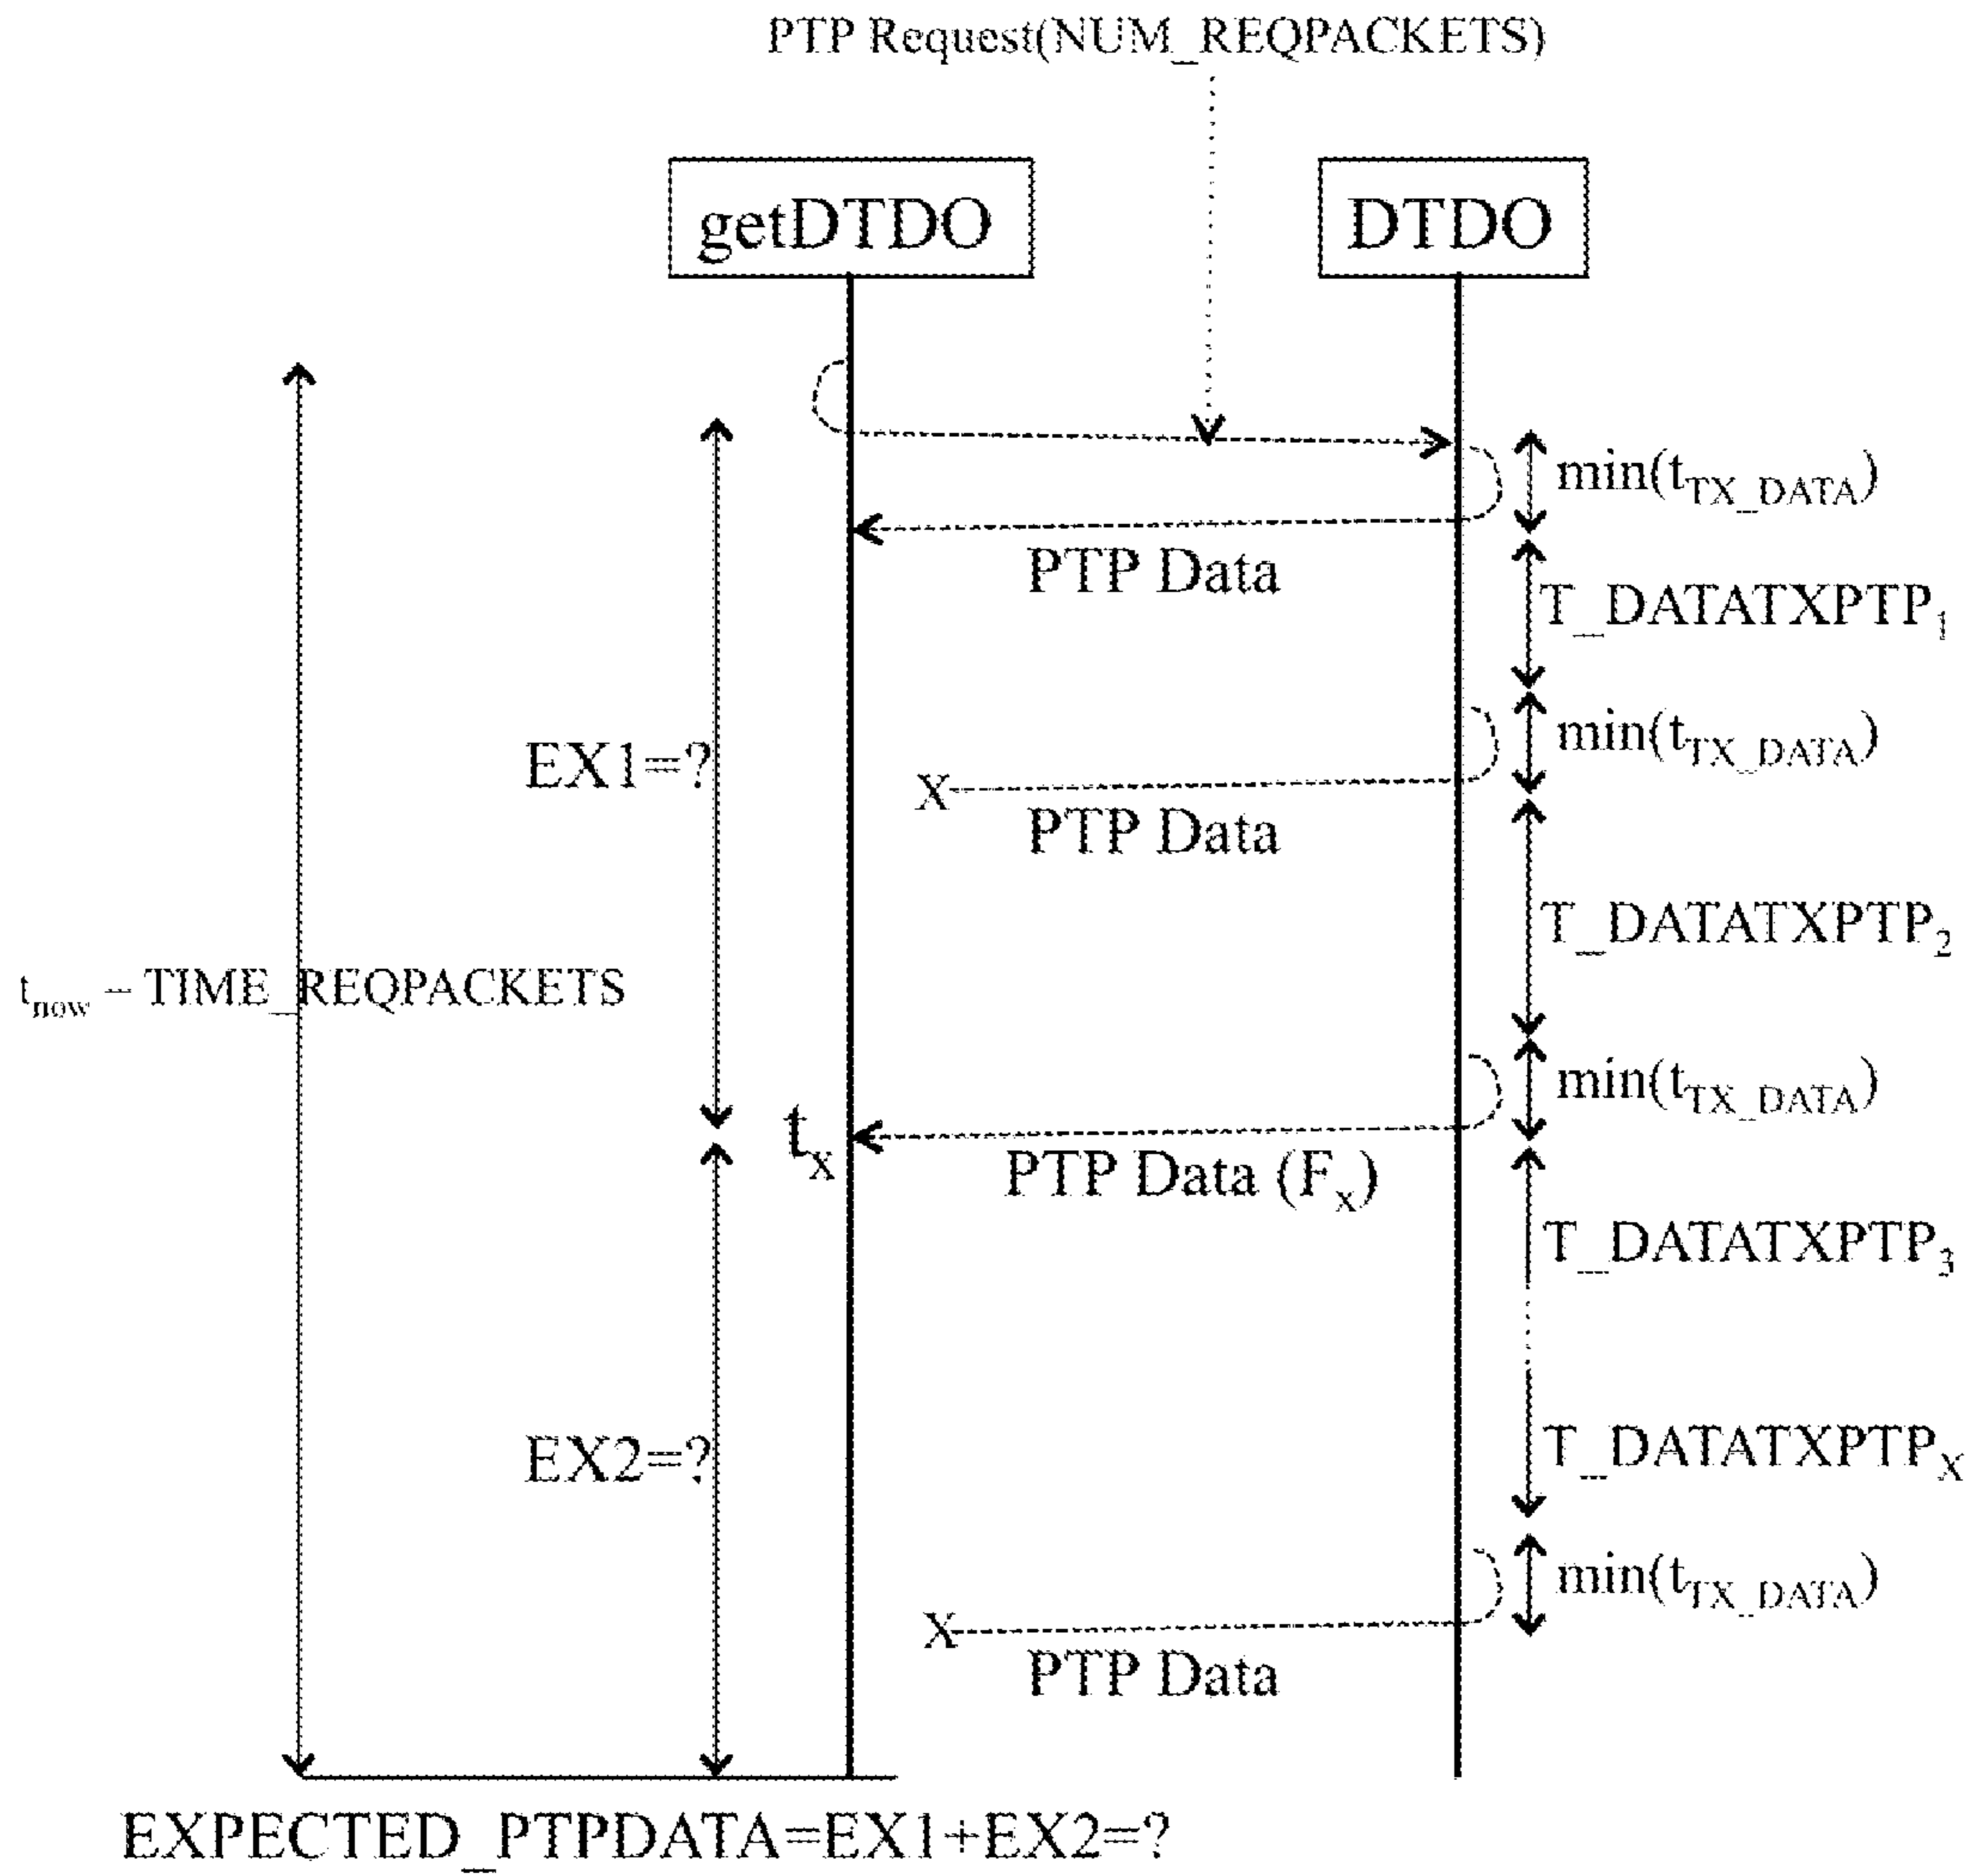 PTP Request(NUM_REQPACKETS)
getDTDO
DTDO
min(tTX_DATA)
PTP Data
T_DATATXPTP1
min(tTX_DATA)
EX1=?
X
PTP Data
T_DATATXPTP2
tnow – TIME_REQPACKETS
min(tTX_DATA)
tx
PTP Data (Fx)
T_DATATXPTP3
T_DATATXPTPX
EX2=?
min(tTX_DATA)
X
PTP Data
EXPECTED_PTPDATA=EX1+EX2=?